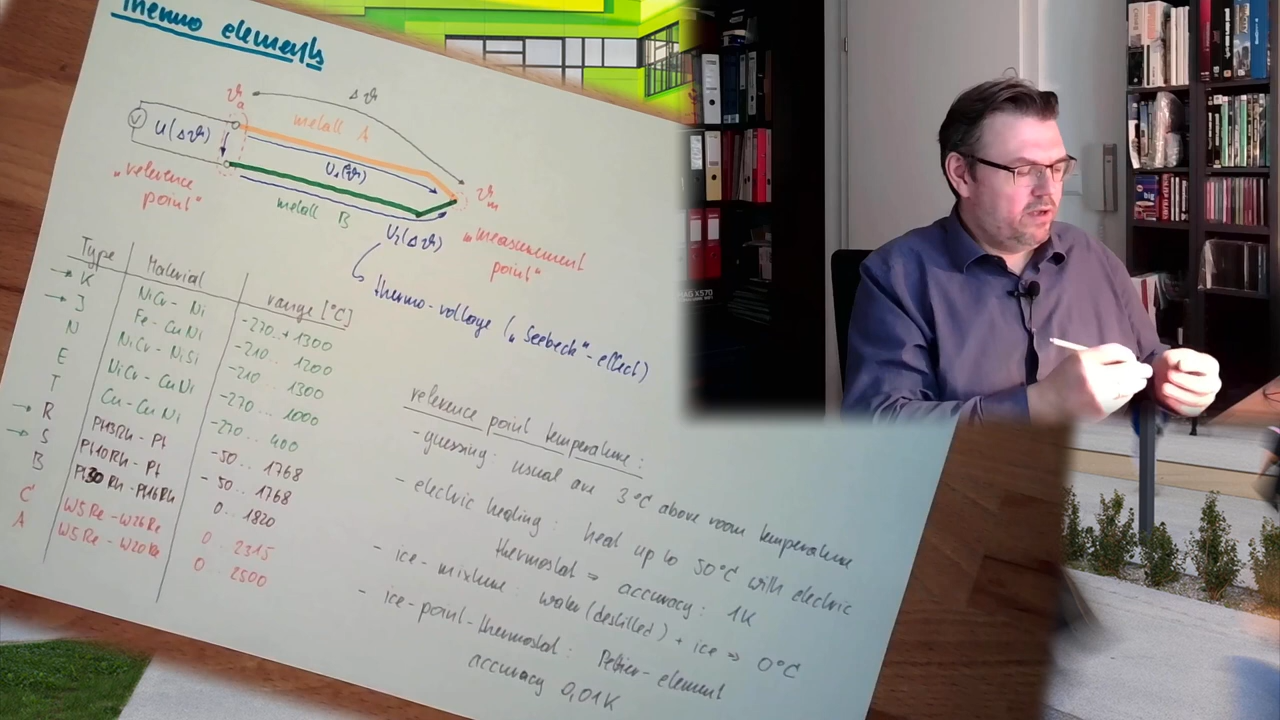 Thermo elements
Δϑ
ϑa
metall A
V
U(Δϑ)
U1(Δϑ)
ϑm
"reference
point"
metall B
U2(Δϑ)
"measurement
point"
thermo-voltage ("Seebeck"-effect)
Type Material range [°C]
→ K NiCr - Ni -270..+1300
→ J Fe - CuNi -210.. 1200
N NiCr - NiSi -210 .. 1300
E NiCr - CuNi -270 .. 1000
T Cu - CuNi -270 .. 400
→ R Pt13Rh - Pt -50 .. 1768
→ S Pt10Rh - Pt - 50 .. 1768
B Pt30Rh - Pt6Rh 0.. 1820
C W5Re - W26Re 0 .. 2315
A W5Re - W20Re 0 .. 2500
reference point temperature:
- guessing: usual are 3°C above room temperature
- electric heating: heat up to 50°C with electric
thermostat ⇒ accuracy: 1K
- ice-mixture: water (destilled) + ice ⇒ 0°C
- ice-point-thermostat: Peltier-element
accuracy 0,01K
MAG X570
big